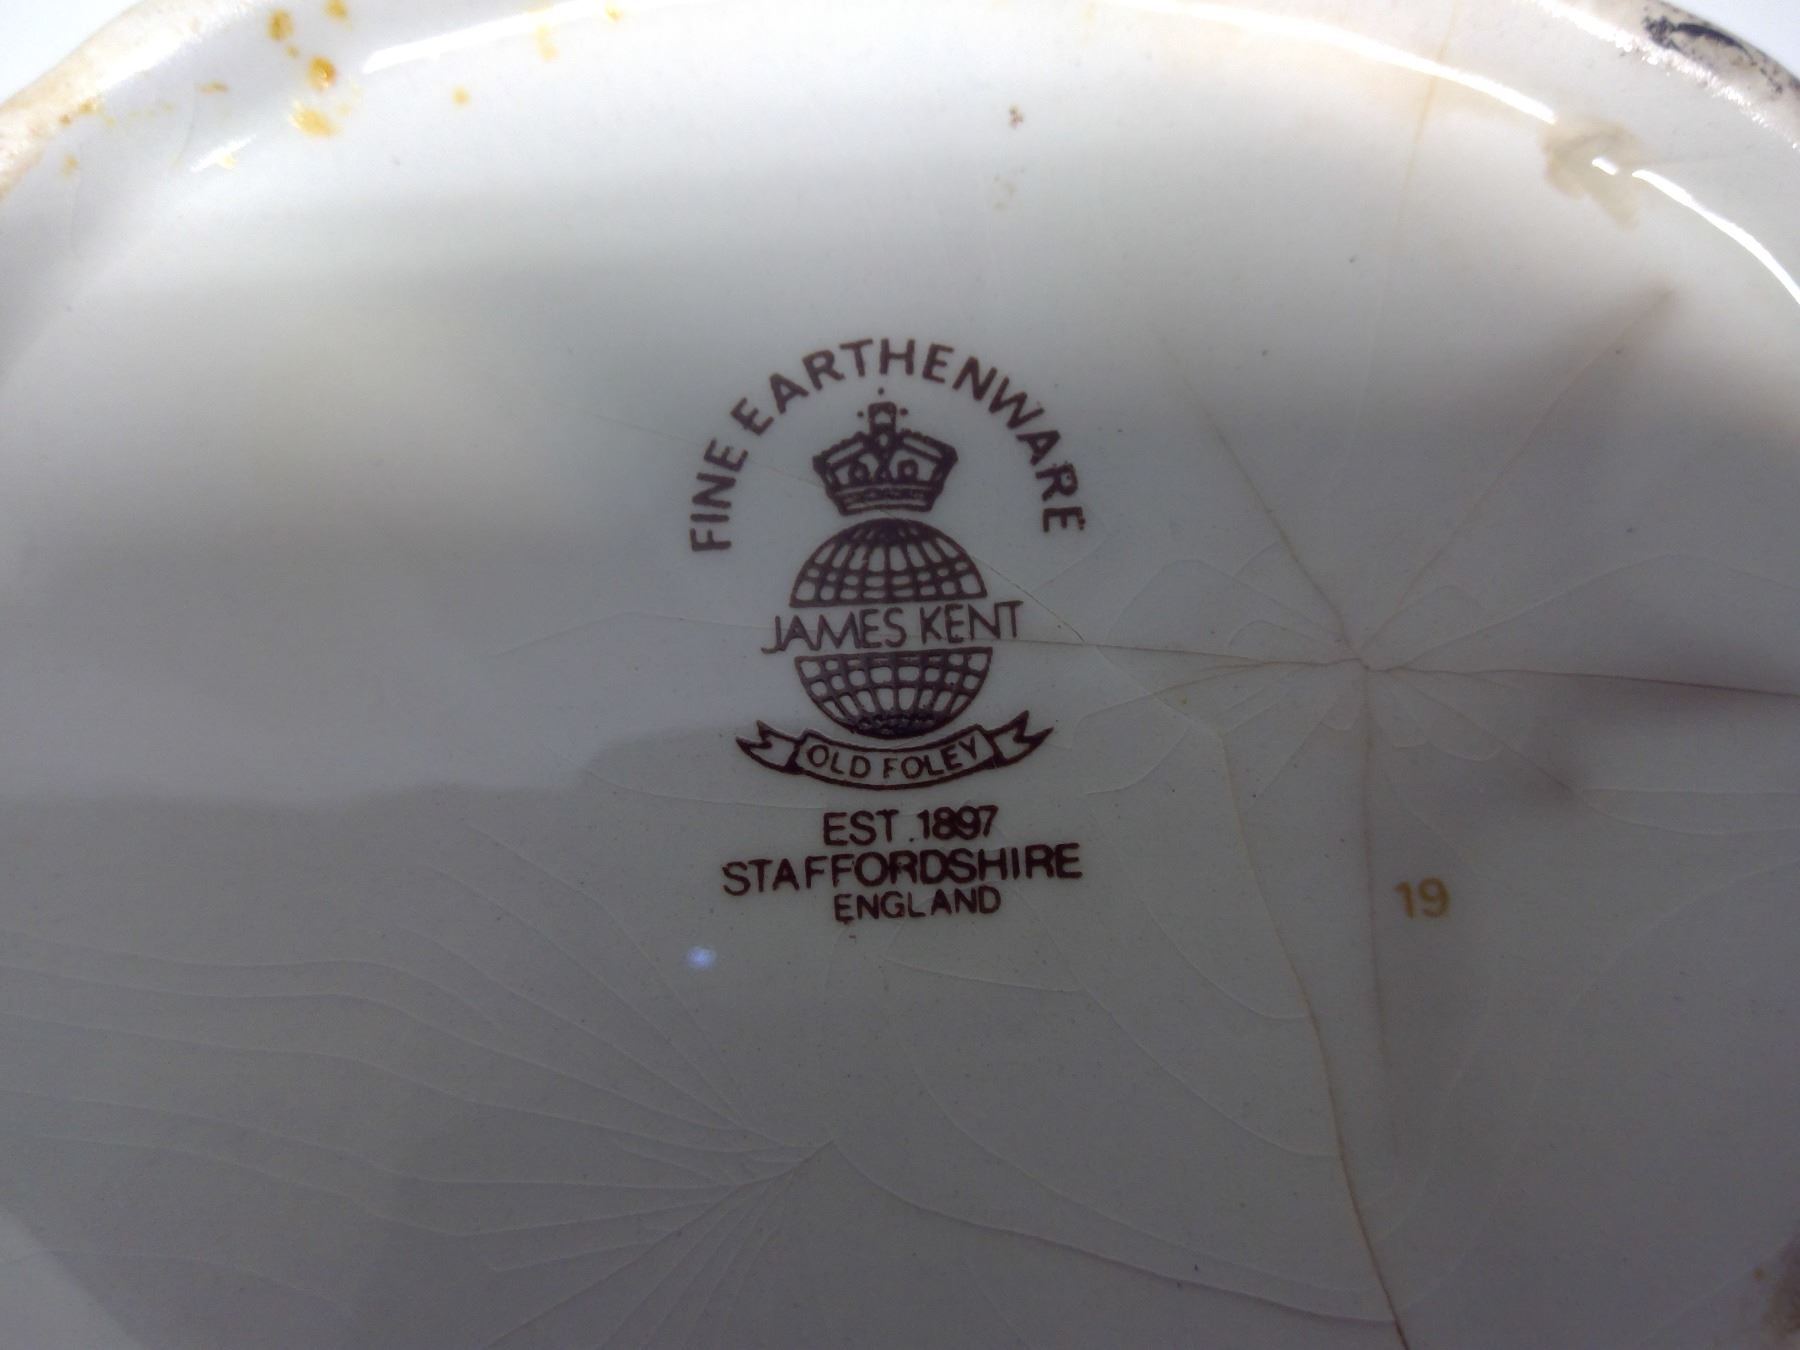 FINE EARTHENWARE
JAMES KENT
OLD FOLEY
EST. 1897
STAFFORDSHIRE
ENGLAND
19